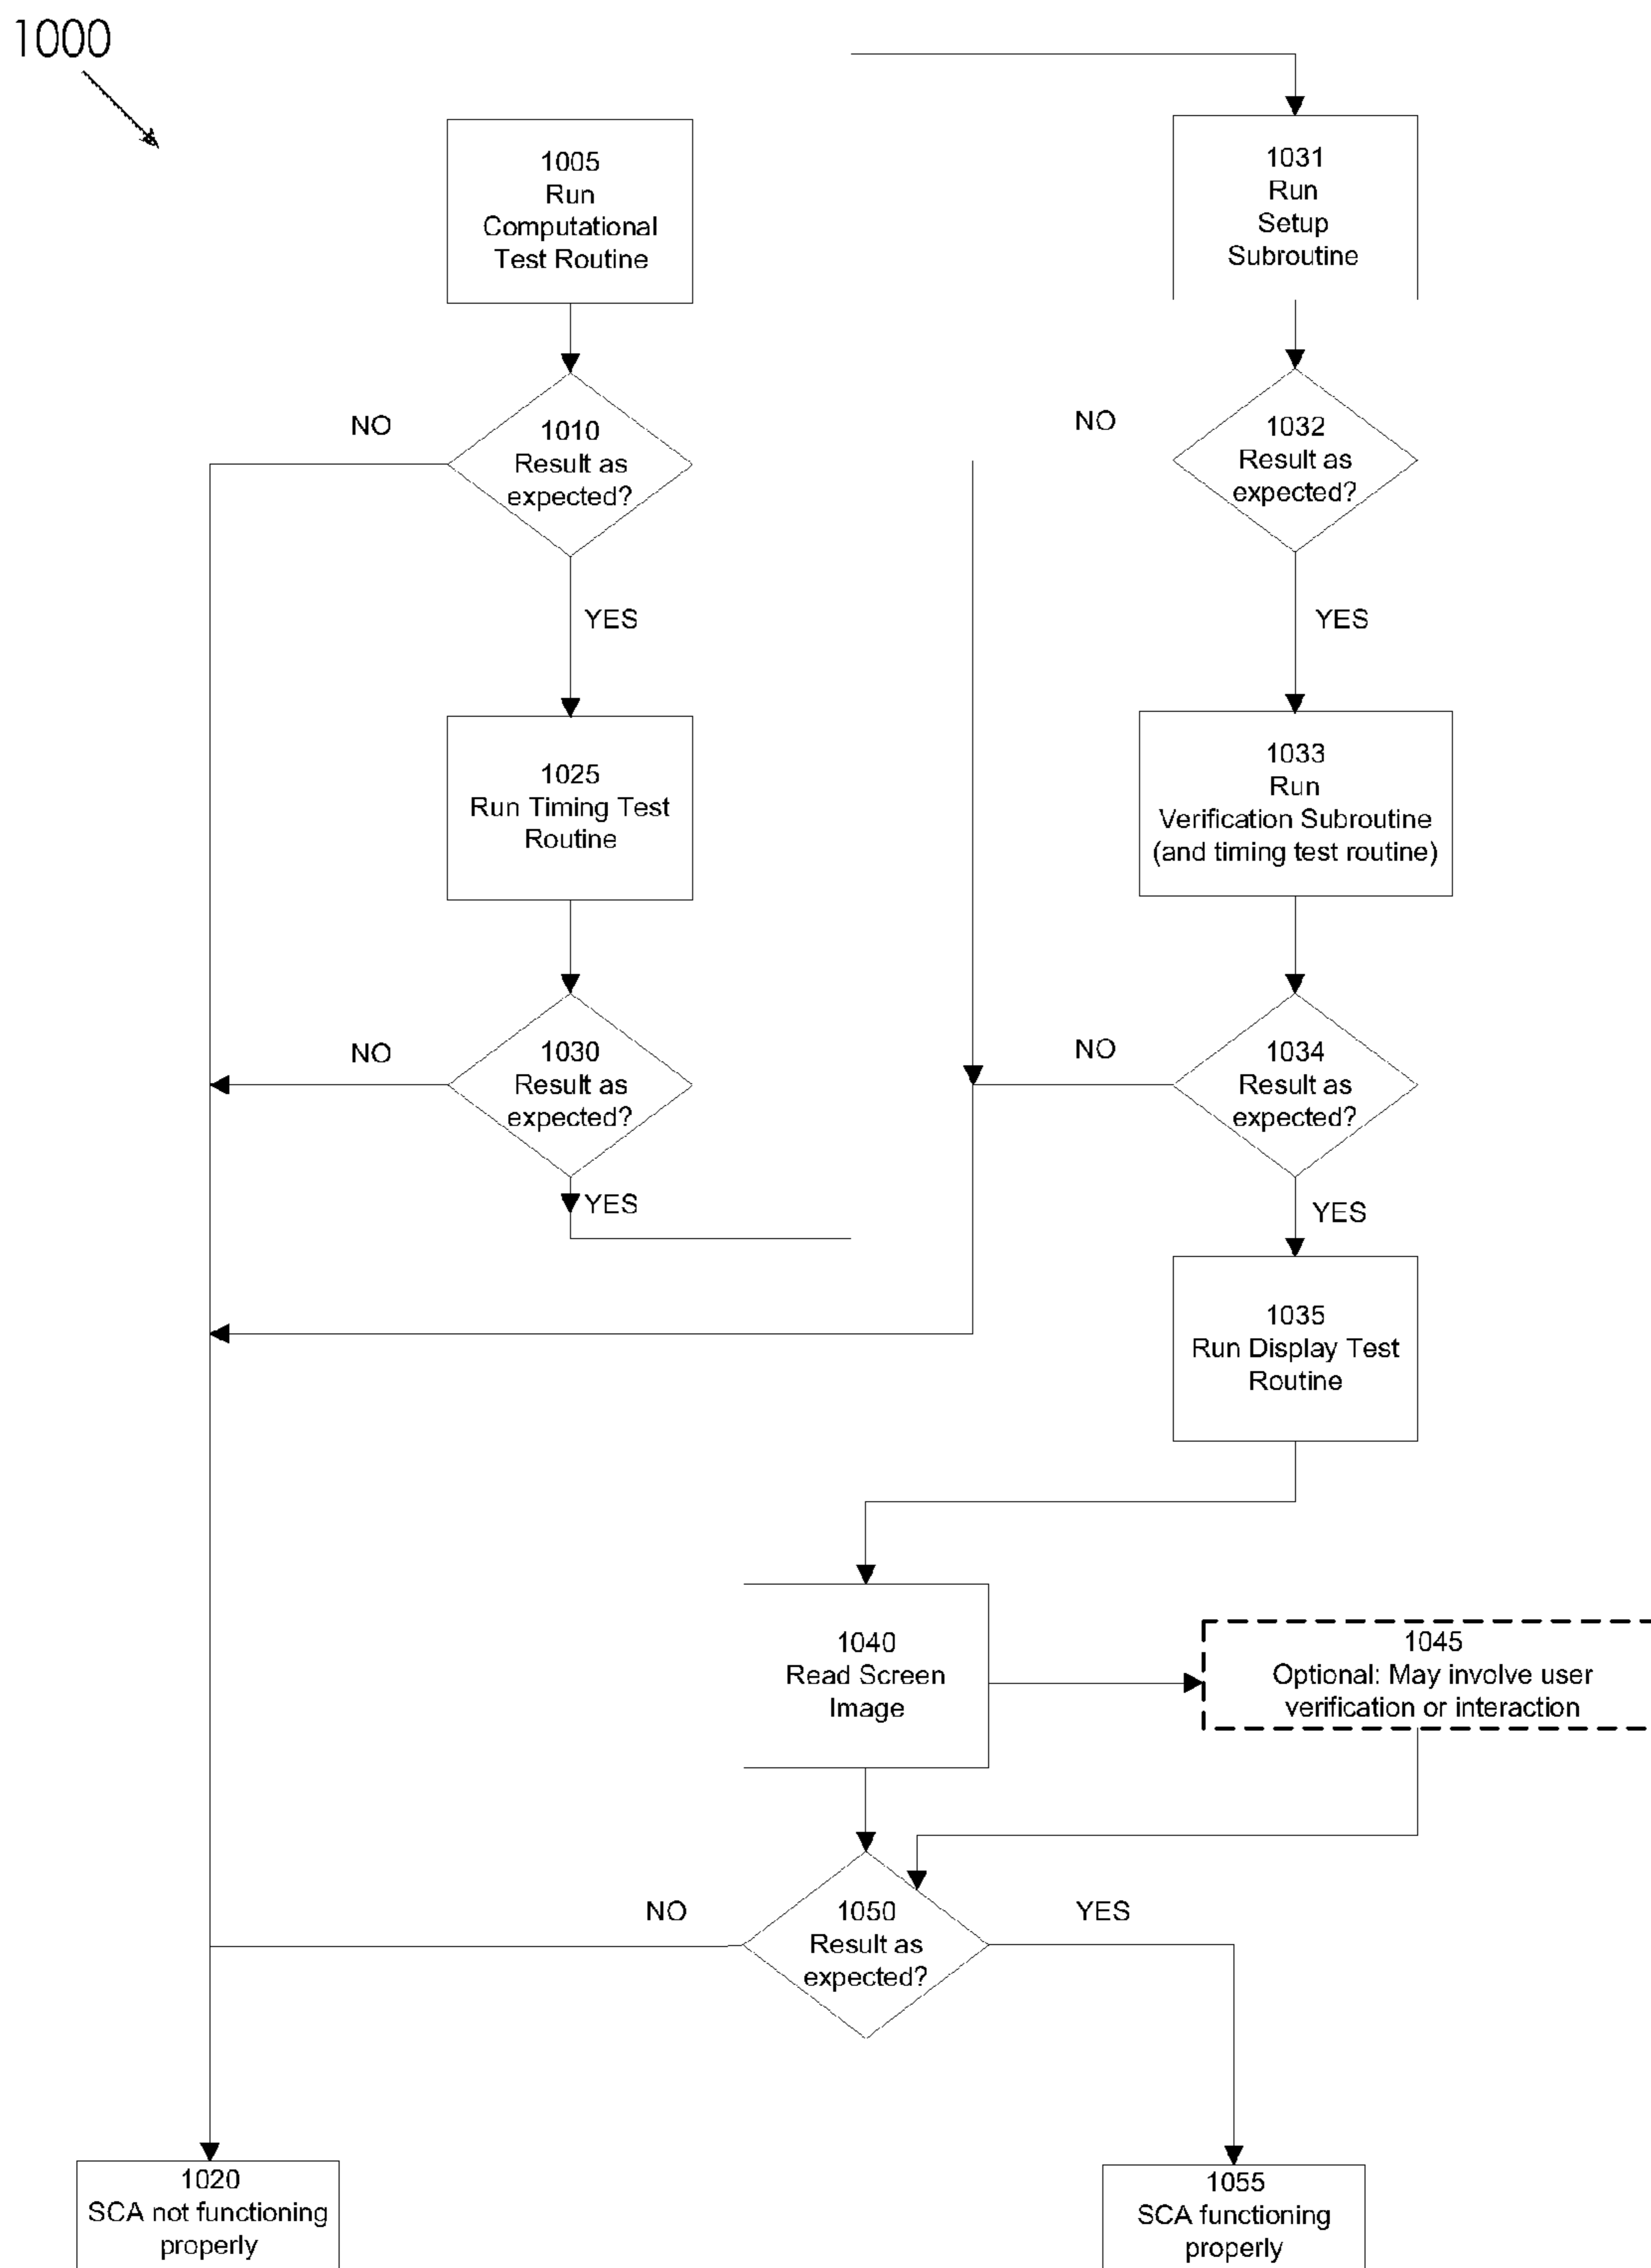 1000
1005
Run
Computational
Test Routine
NO
1010
Result as
expected?
YES
1025
Run Timing Test
Routine
NO
1030
Result as
expected?
YES
1031
Run
Setup
Subroutine
NO
1032
Result as
expected?
YES
1033
Run
Verification Subroutine
(and timing test routine)
NO
1034
Result as
expected?
YES
1035
Run Display Test
Routine
1040
Read Screen
Image
1045
Optional: May involve user
verification or interaction
NO
1050
Result as
expected?
YES
1020
SCA not functioning
properly
1055
SCA functioning
properly